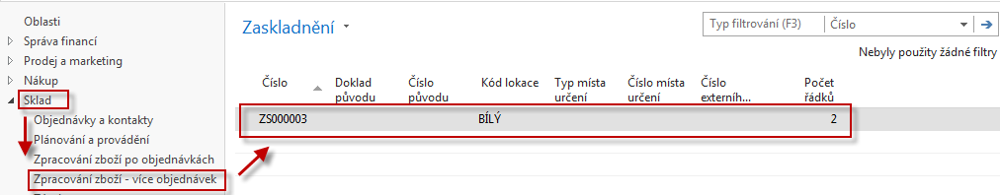 Oblasti
Správa financí
Prodej a marketing
Nákup
Sklad
Objednávky a kontakty
Plánování a provádění
Zpracování zboží po objednávkách
Zpracování zboží - více objednávek
Zaskladnění
Typ filtrování (F3) Číslo
Nebyly použity žádné filtry
Číslo Doklad původu Číslo původu Kód lokace Typ místa určení Číslo místa určení Číslo externíh... Počet řádků
ZS000003 BÍLÝ 2